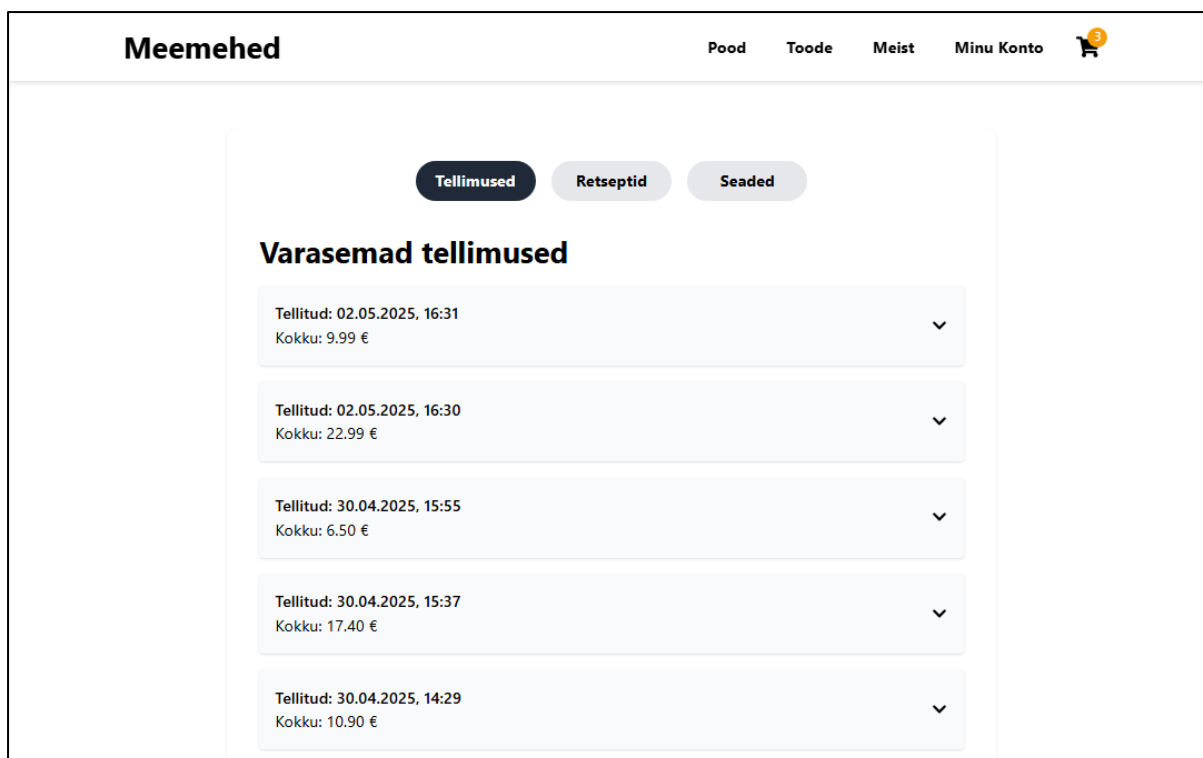 Meemehed
Pood Toode Meist Minu Konto 3
Tellimused Retseptid Seaded
Varasemad tellimused
Tellitud: 02.05.2025, 16:31
Kokku: 9.99 €
Tellitud: 02.05.2025, 16:30
Kokku: 22.99 €
Tellitud: 30.04.2025, 15:55
Kokku: 6.50 €
Tellitud: 30.04.2025, 15:37
Kokku: 17.40 €
Tellitud: 30.04.2025, 14:29
Kokku: 10.90 €